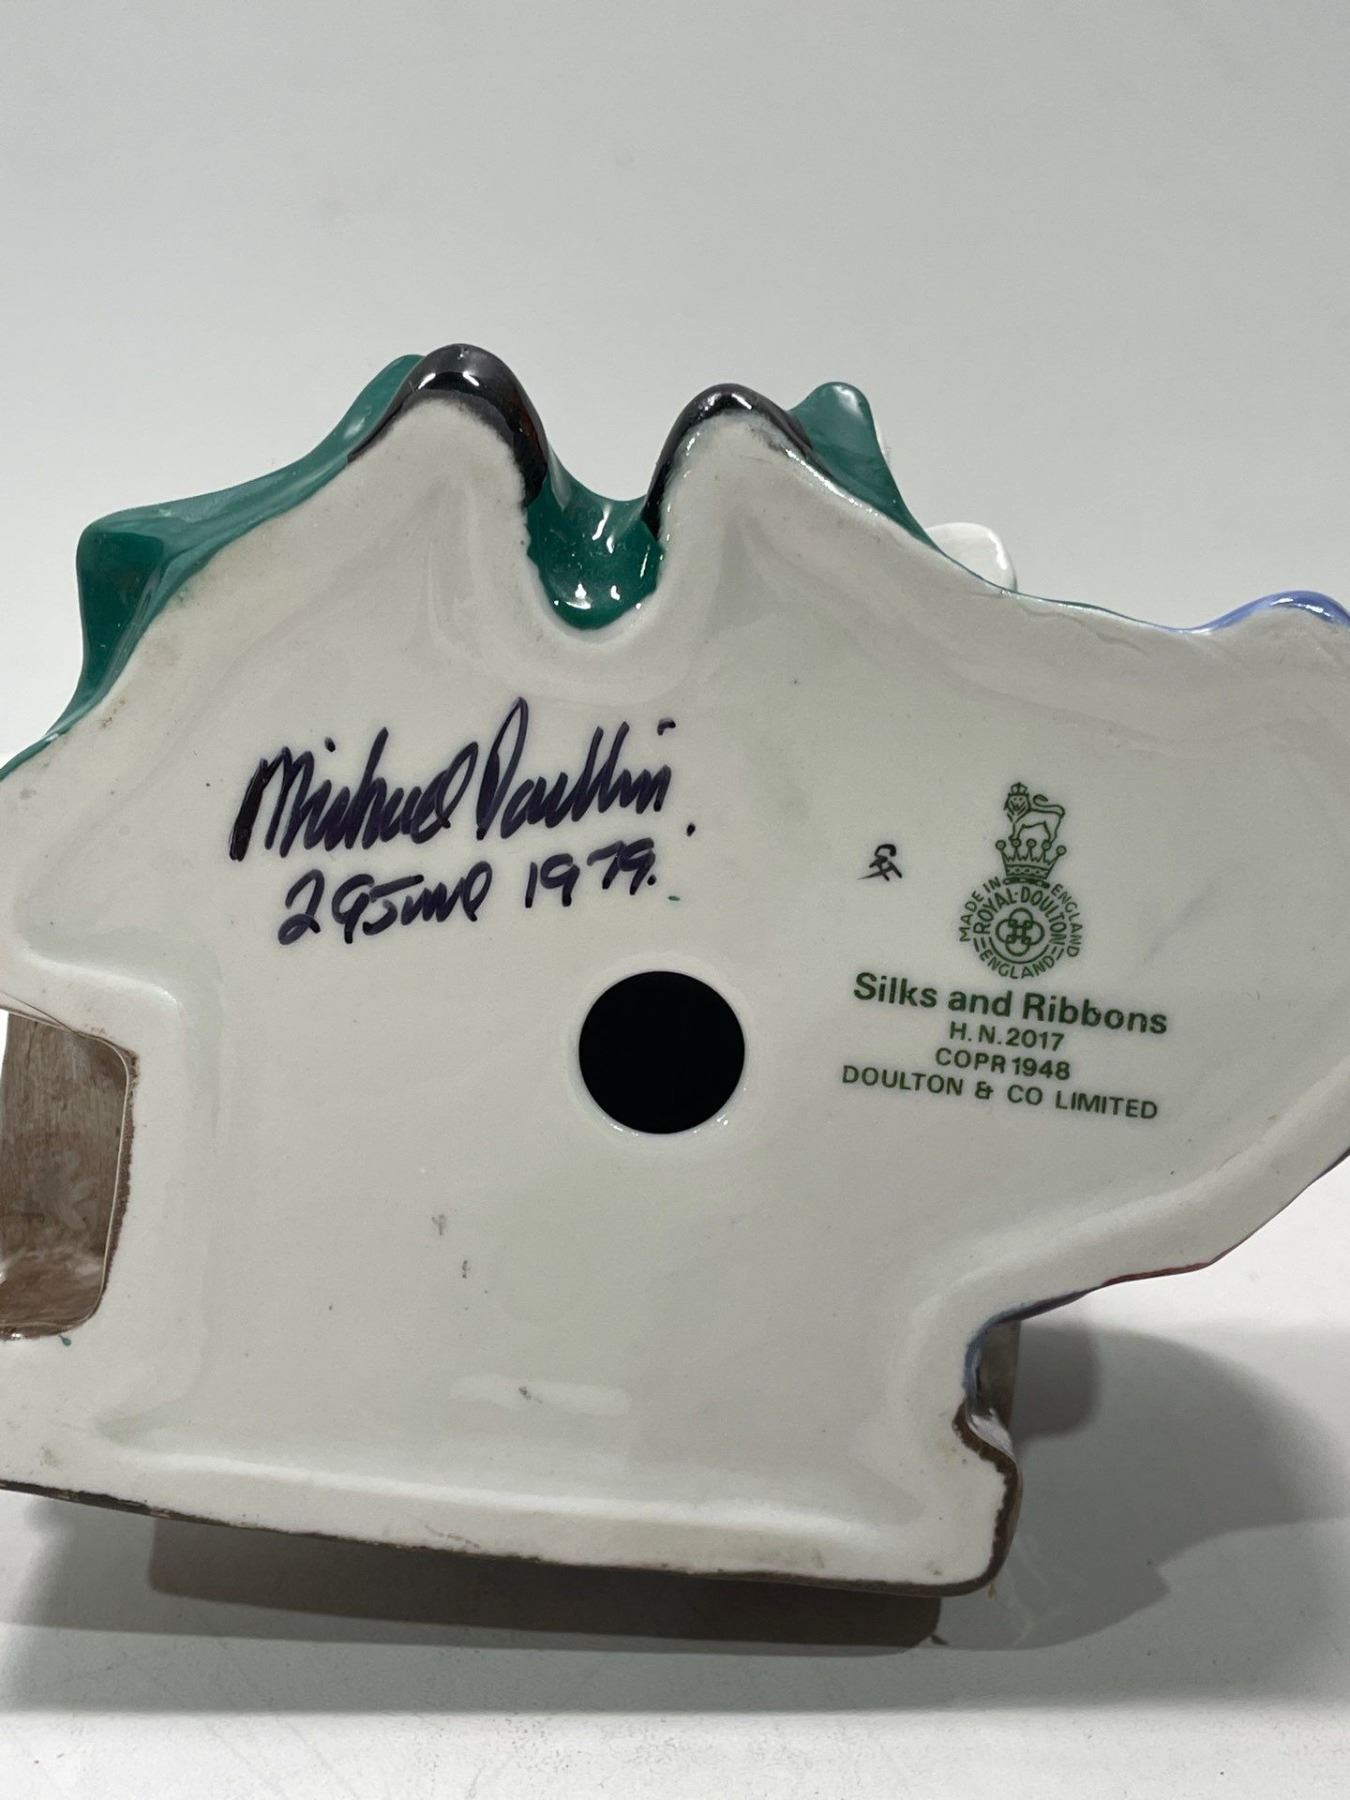 Michael Doulton
29 June 1979.
MADE IN ENGLAND
ROYAL·DOULTON
ENGLAND
Silks and Ribbons
H.N.2017
COPR 1948
DOULTON & CO LIMITED